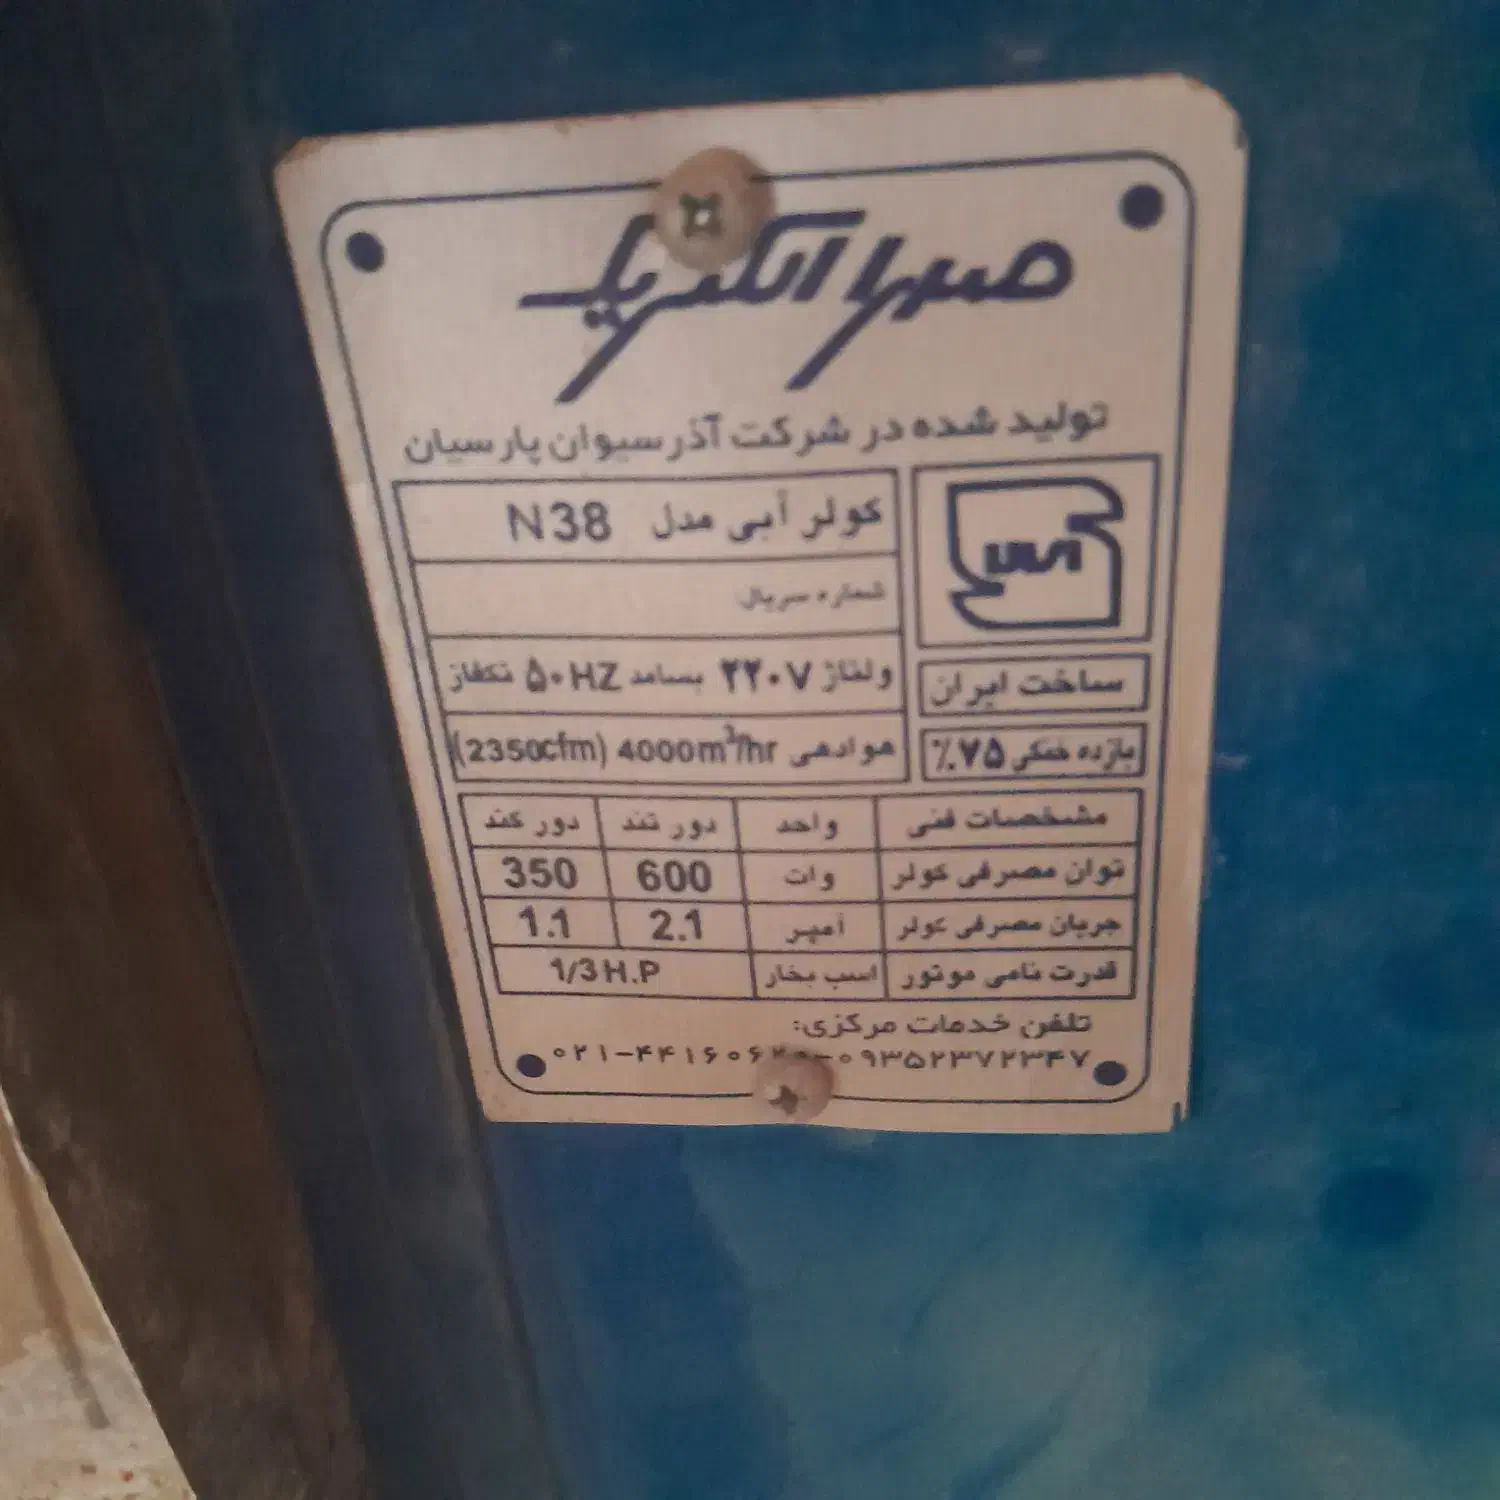 الکتریک
تولید شده در شرکت آذر سیوان پارسیان
کولر آبی مدل N38
شماره سریال:
ولتاژ ۲۲۰V بسامد ۵۰HZ تکفاز
ساخت ایران
هوادهی 4000m³/hr (2350cfm)
بازده خنکی ۷۵٪
مشخصات فنی واحد دور تند دور کند
توان مصرفی کولر وات 600 350
جریان مصرفی کولر آمپر 2.1 1.1
قدرت نامی موتور اسب بخار 1/3 H.P
تلفن خدمات مرکزی:
۰۹۳۵۲۳۷۲۳۴۷